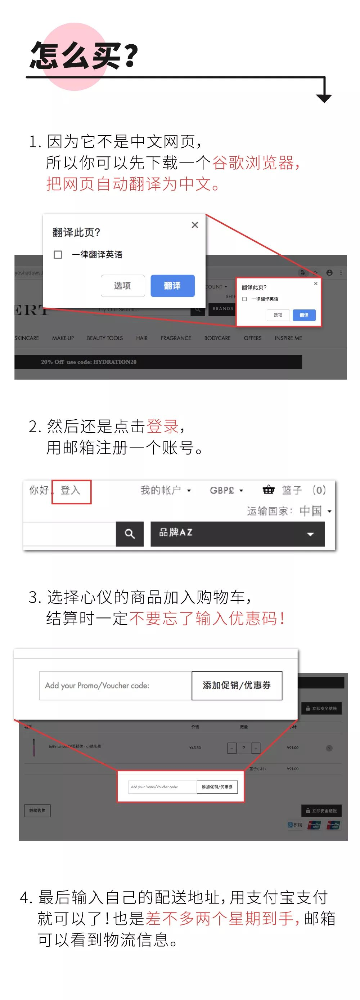 怎么买？
1. 因为它不是中文网页，
所以你可以先下载一个谷歌浏览器，
把网页自动翻译为中文。
翻译此页?
一律翻译英语
选项
翻译
yeshadows.
COUNT
SHIP
ERT
Try Our Search...
BRANDS
翻译此页?
一律翻译英语
选项
翻译
SKINCARE MAKE-UP BEAUTY TOOLS HAIR FRAGRANCE BODYCARE OFFERS INSPIRE ME
20% Off use code: HYDRATION20
2. 然后还是点击登录，
用邮箱注册一个账号。
你好。登入 我的帐户 GBP£ 篮子 (0)
运输国家：中国
品牌AZ
3. 选择心仪的商品加入购物车，
结算时一定不要忘了输入优惠码！
Add your Promo/Voucher code: 添加促销/优惠券
立即安全结账
项目 价钱 数量 小计
Lottie London 完美精确 - 小眼影刷 ¥45.50 − 2 + ¥91.00
篮子小计： ¥91.00
Add your Promo/Voucher code: 添加促销/优惠券
继续购物 立即安全结账
支付宝 ALIPAY UnionPay 银联 UnionPay 银联
4. 最后输入自己的配送地址，用支付宝支付
就可以了！也是差不多两个星期到手，邮箱
可以看到物流信息。